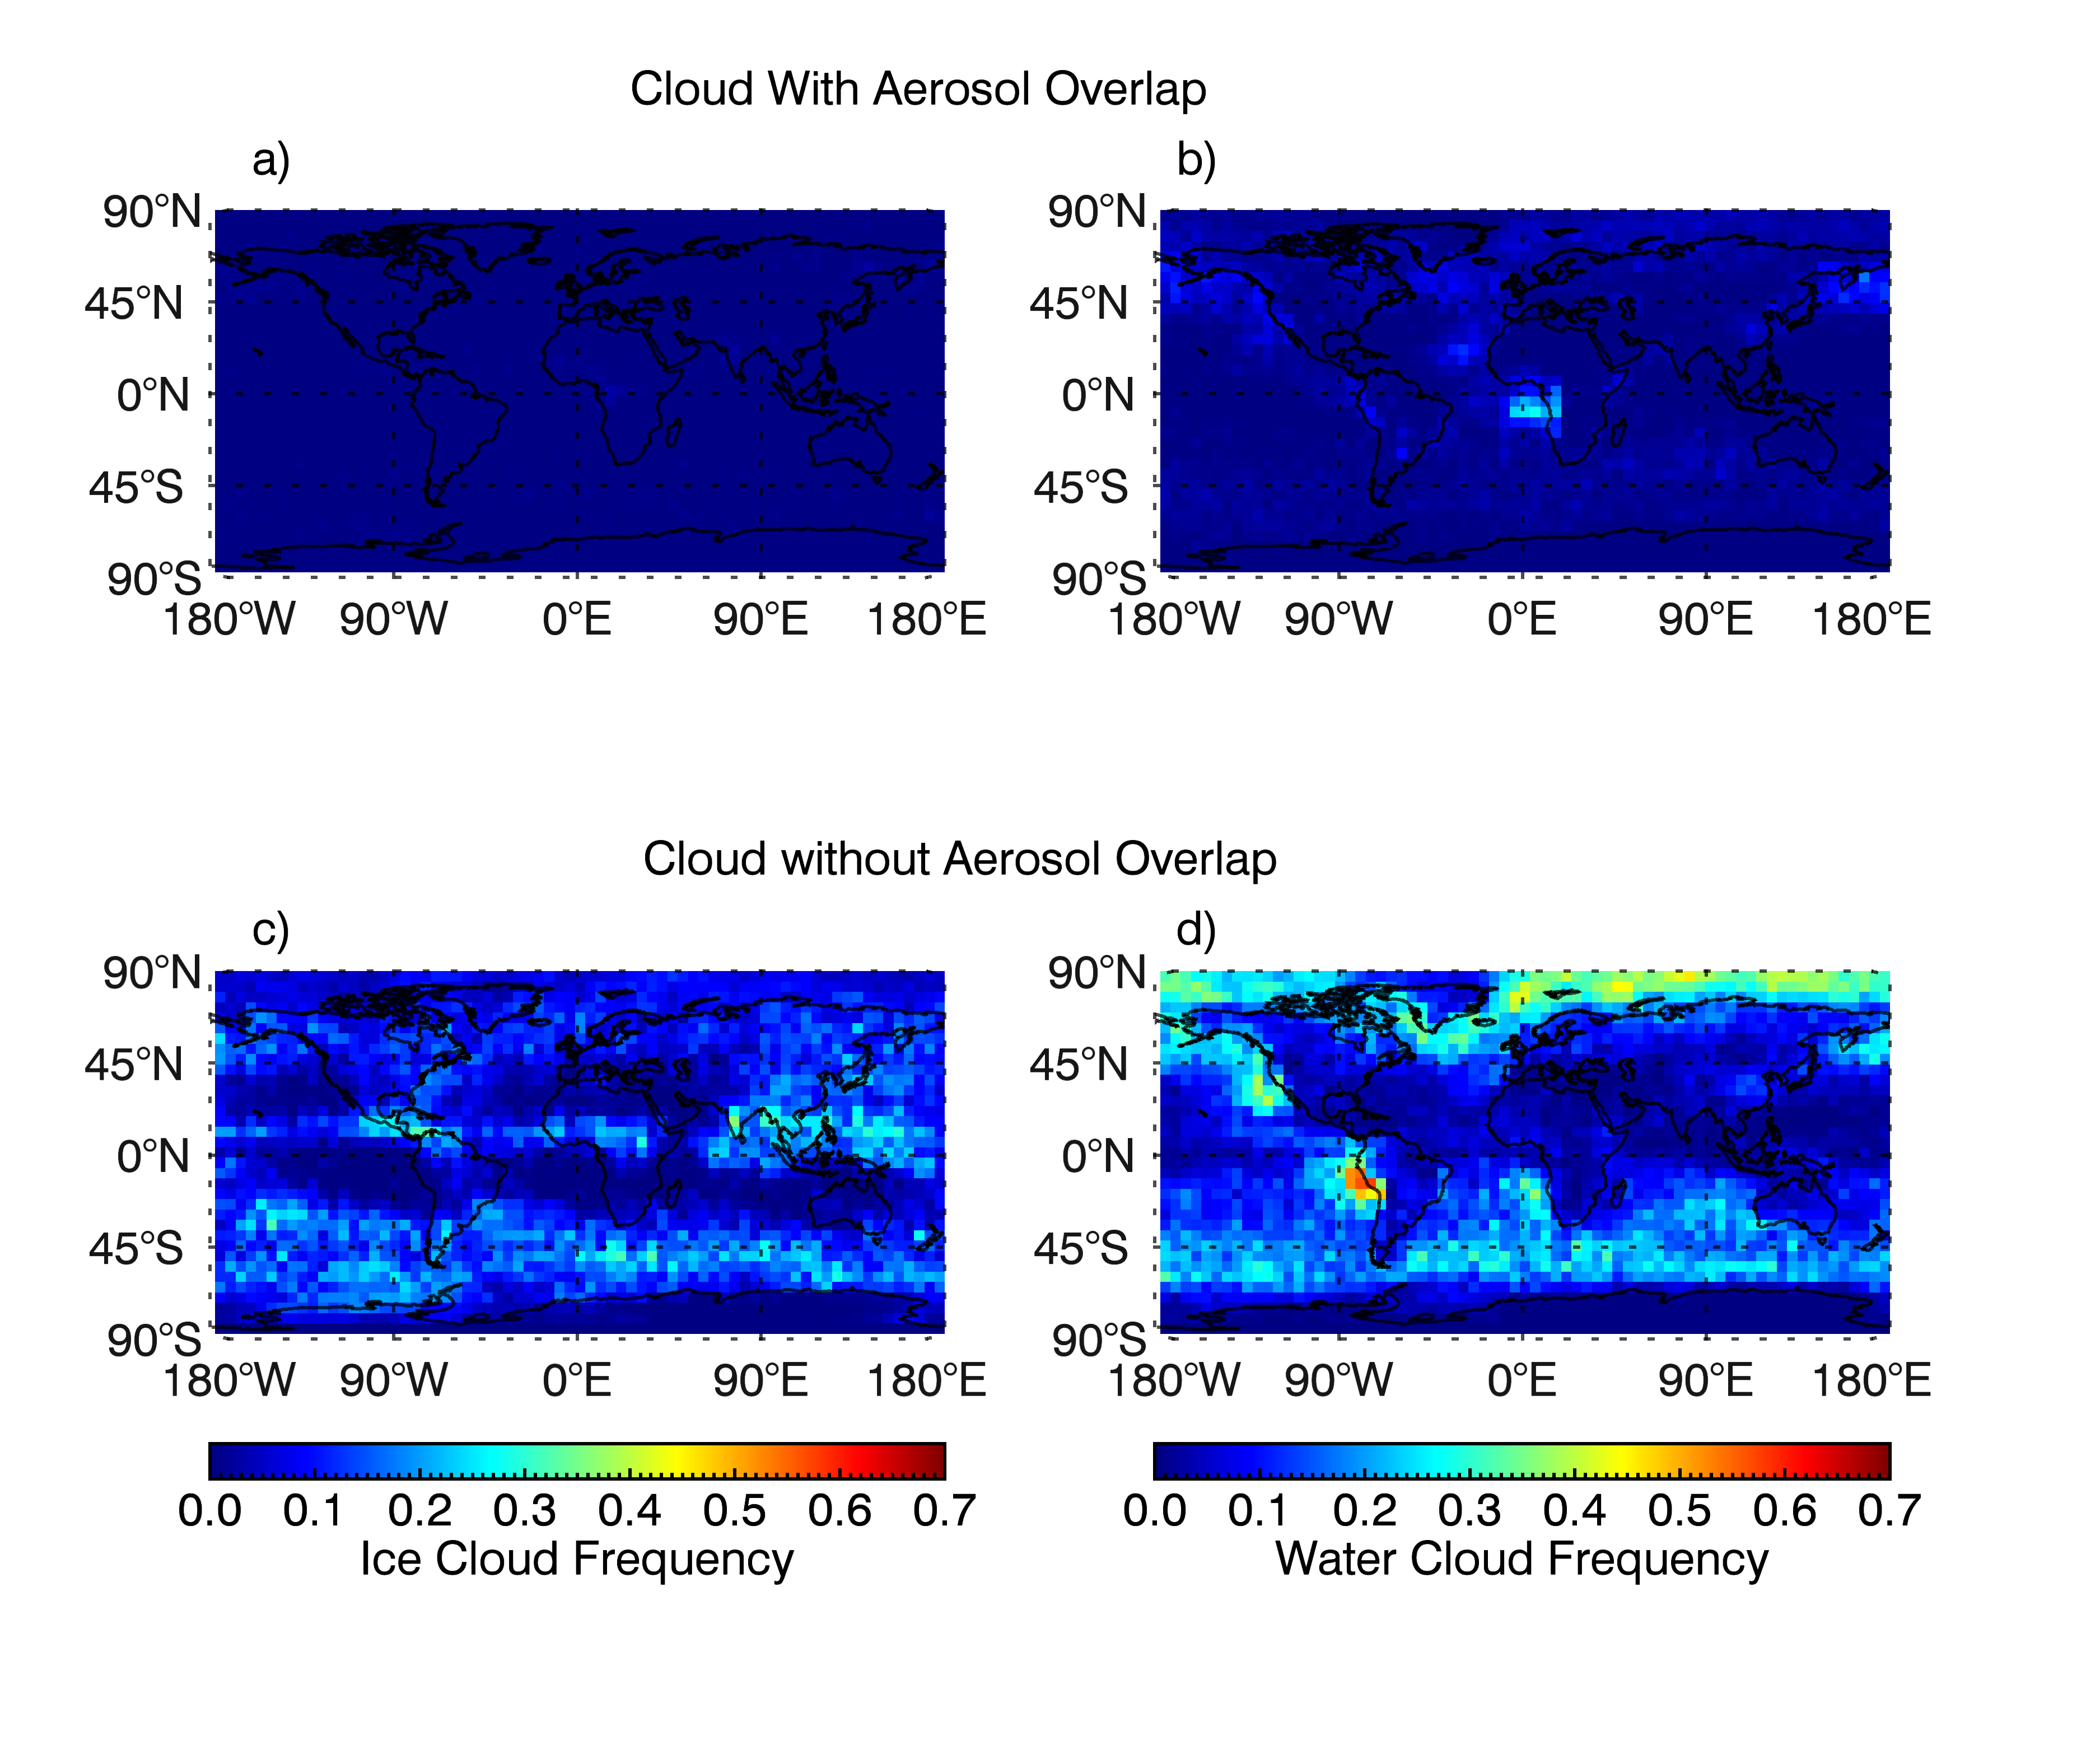 Cloud With Aerosol Overlap
a) b)
90°N 90°N
45°N 45°N
0°N 0°N
45°S 45°S
90°S 90°S
180°W 90°W 0°E 90°E 180°E 180°W 90°W 0°E 90°E 180°E
Cloud without Aerosol Overlap
c) d)
90°N 90°N
45°N 45°N
0°N 0°N
45°S 45°S
90°S 90°S
180°W 90°W 0°E 90°E 180°E 180°W 90°W 0°E 90°E 180°E
0.0 0.1 0.2 0.3 0.4 0.5 0.6 0.7 0.0 0.1 0.2 0.3 0.4 0.5 0.6 0.7
Ice Cloud Frequency Water Cloud Frequency